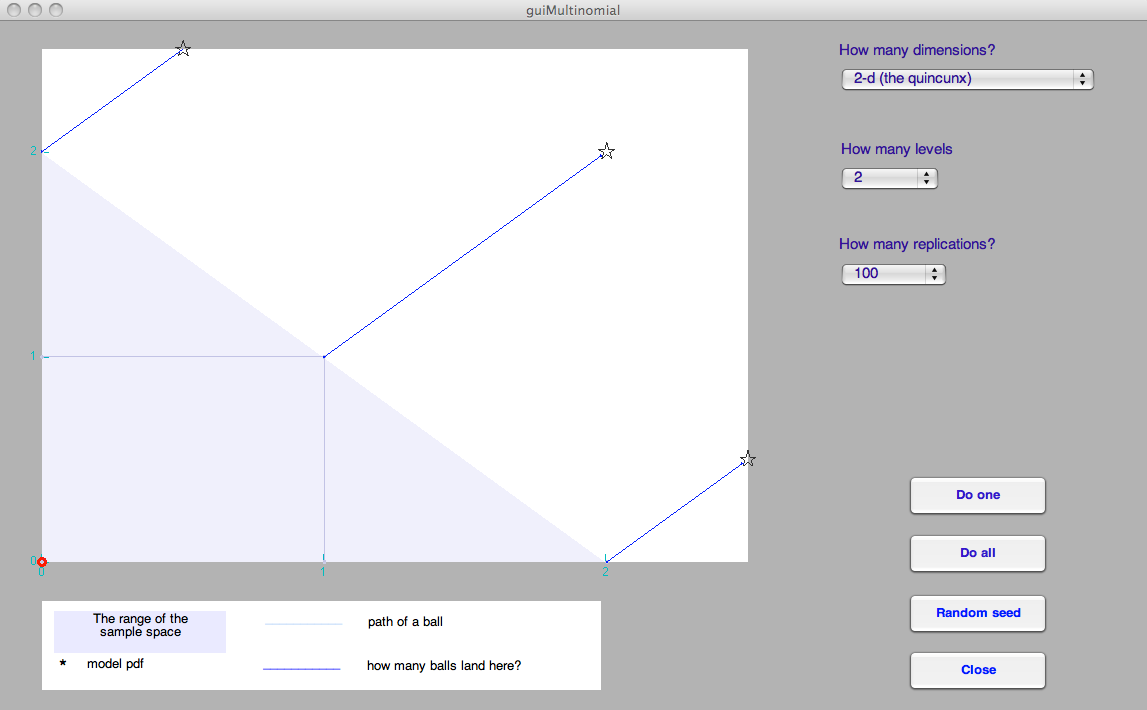 guiMultinomial
How many dimensions?
2-d (the quincunx)
How many levels
2
How many replications?
100
2
1
0
0
1
2
Do one
Do all
Random seed
Close
The range of the
sample space
path of a ball
* model pdf
how many balls land here?